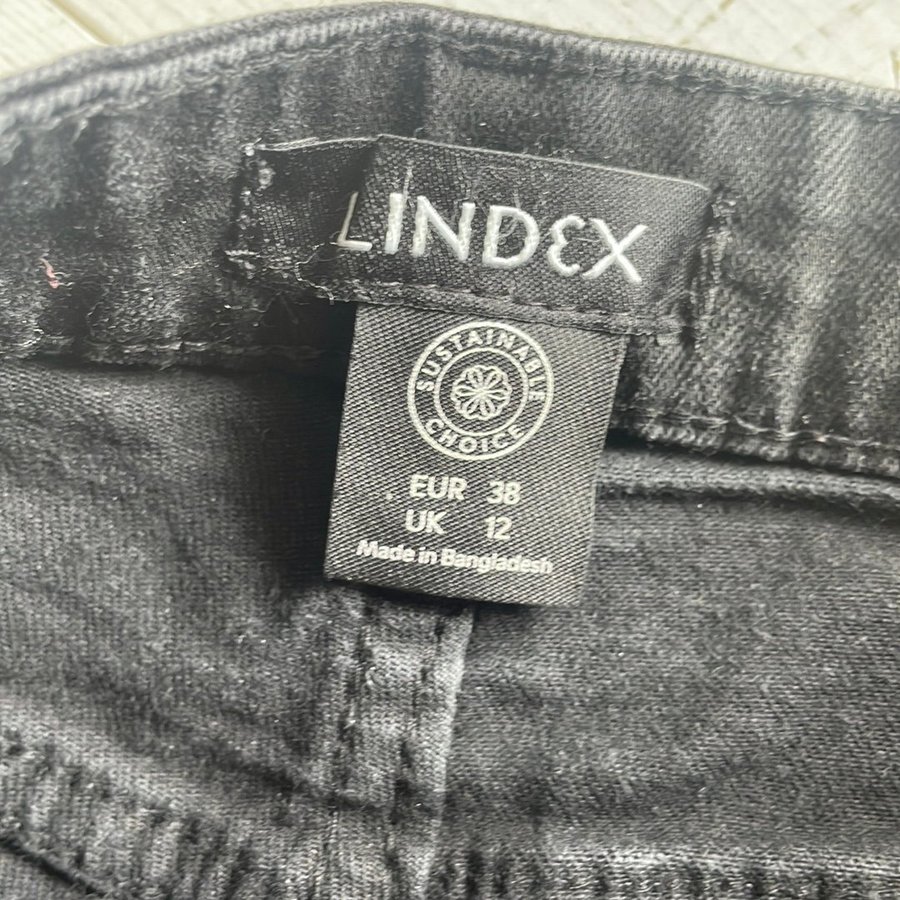 LINDEX
SUSTAINABLE CHOICE
EUR 38
UK 12
Made in Bangladesh